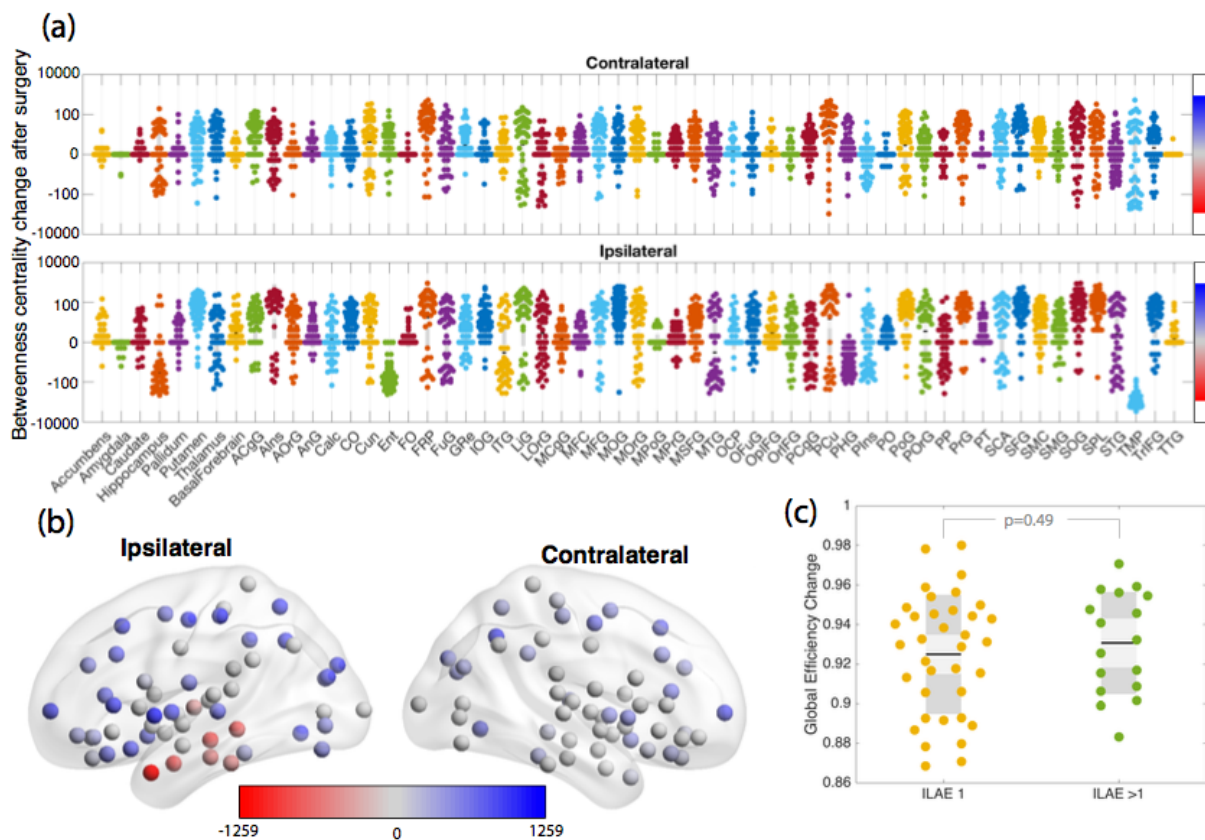 (a)
Betweenness centrality change after surgery
Contralateral
10000
100
0
-100
-10000
Ipsilateral
10000
100
0
-100
-10000
Accumbens
Amygdala
Caudate
Hippocampus
Pallidum
Putamen
Thalamus
BasalForebrain
ACgG
AIns
AOrG
AnG
Calc
CO
Cun
Ent
FO
FRP
FuG
GRe
IOG
ITG
LiG
LOrG
MCgG
MFC
MFG
MOG
MOrG
MPoG
MPrG
MSFG
MTG
OCP
OFuG
OpIFG
OrIFG
PCgG
PCu
PHG
PIns
PO
PoG
POrG
PP
PrG
PT
SCA
SFG
SMC
SMG
SOG
SPL
STG
TMP
TrIFG
TTG
(b)
Ipsilateral
Contralateral
-1259
0
1259
(c)
Global Efficiency Change
1
0.98
0.96
0.94
0.92
0.9
0.88
0.86
p=0.49
ILAE 1
ILAE >1